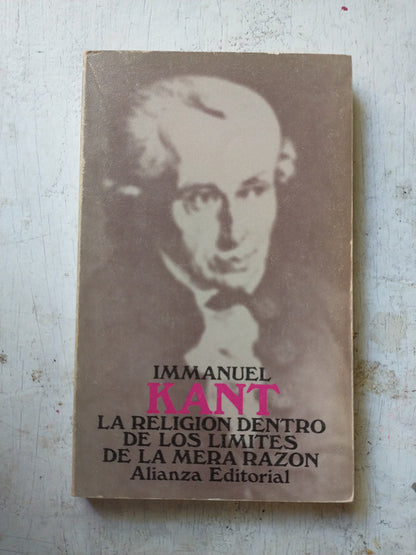 IMMANUEL
KANT
LA RELIGION DENTRO
DE LOS LIMITES
DE LA MERA RAZON
Alianza Editorial